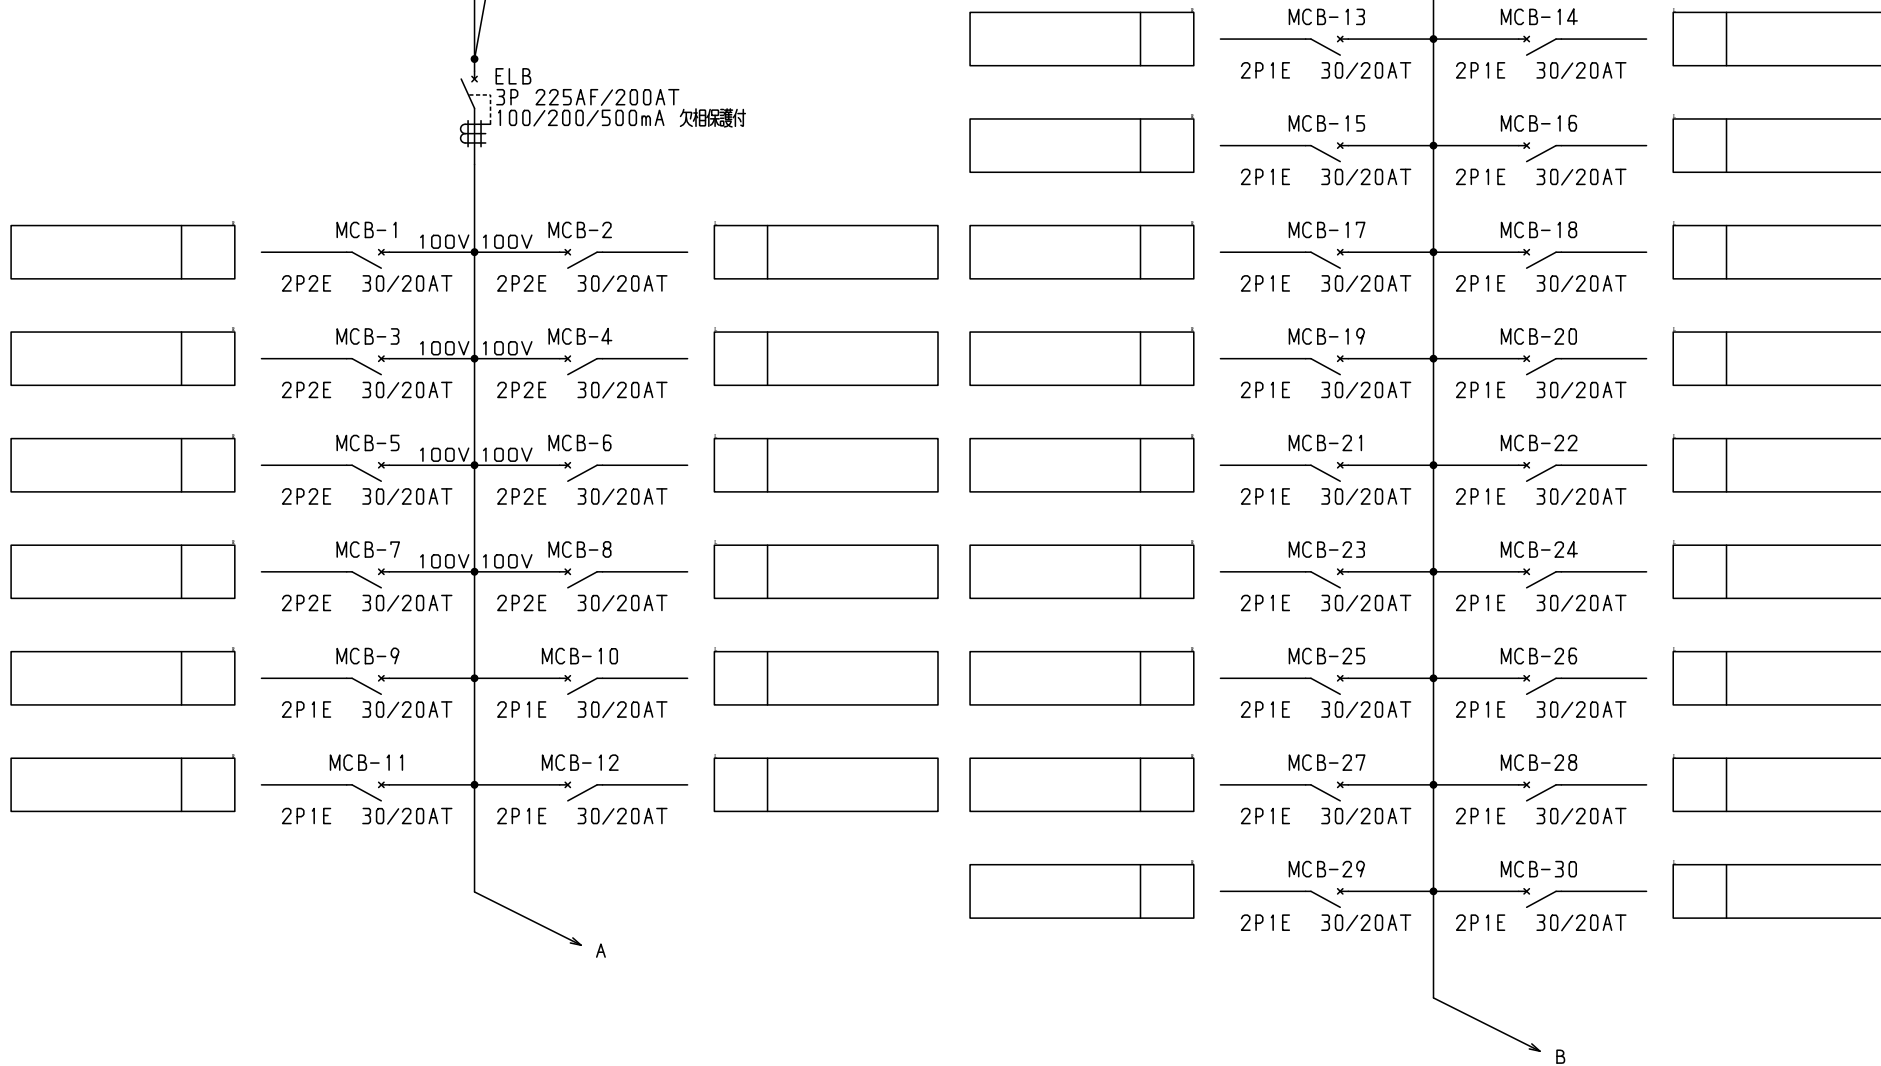 ELB
3P 225AF/200AT
100/200/500mA 欠相保護付
MCB-1 100V 100V MCB-2
2P2E 30/20AT 2P2E 30/20AT
MCB-3 100V 100V MCB-4
2P2E 30/20AT 2P2E 30/20AT
MCB-5 100V 100V MCB-6
2P2E 30/20AT 2P2E 30/20AT
MCB-7 100V 100V MCB-8
2P2E 30/20AT 2P2E 30/20AT
MCB-9 MCB-10
2P1E 30/20AT 2P1E 30/20AT
MCB-11 MCB-12
2P1E 30/20AT 2P1E 30/20AT
A
MCB-13 MCB-14
2P1E 30/20AT 2P1E 30/20AT
MCB-15 MCB-16
2P1E 30/20AT 2P1E 30/20AT
MCB-17 MCB-18
2P1E 30/20AT 2P1E 30/20AT
MCB-19 MCB-20
2P1E 30/20AT 2P1E 30/20AT
MCB-21 MCB-22
2P1E 30/20AT 2P1E 30/20AT
MCB-23 MCB-24
2P1E 30/20AT 2P1E 30/20AT
MCB-25 MCB-26
2P1E 30/20AT 2P1E 30/20AT
MCB-27 MCB-28
2P1E 30/20AT 2P1E 30/20AT
MCB-29 MCB-30
2P1E 30/20AT 2P1E 30/20AT
B